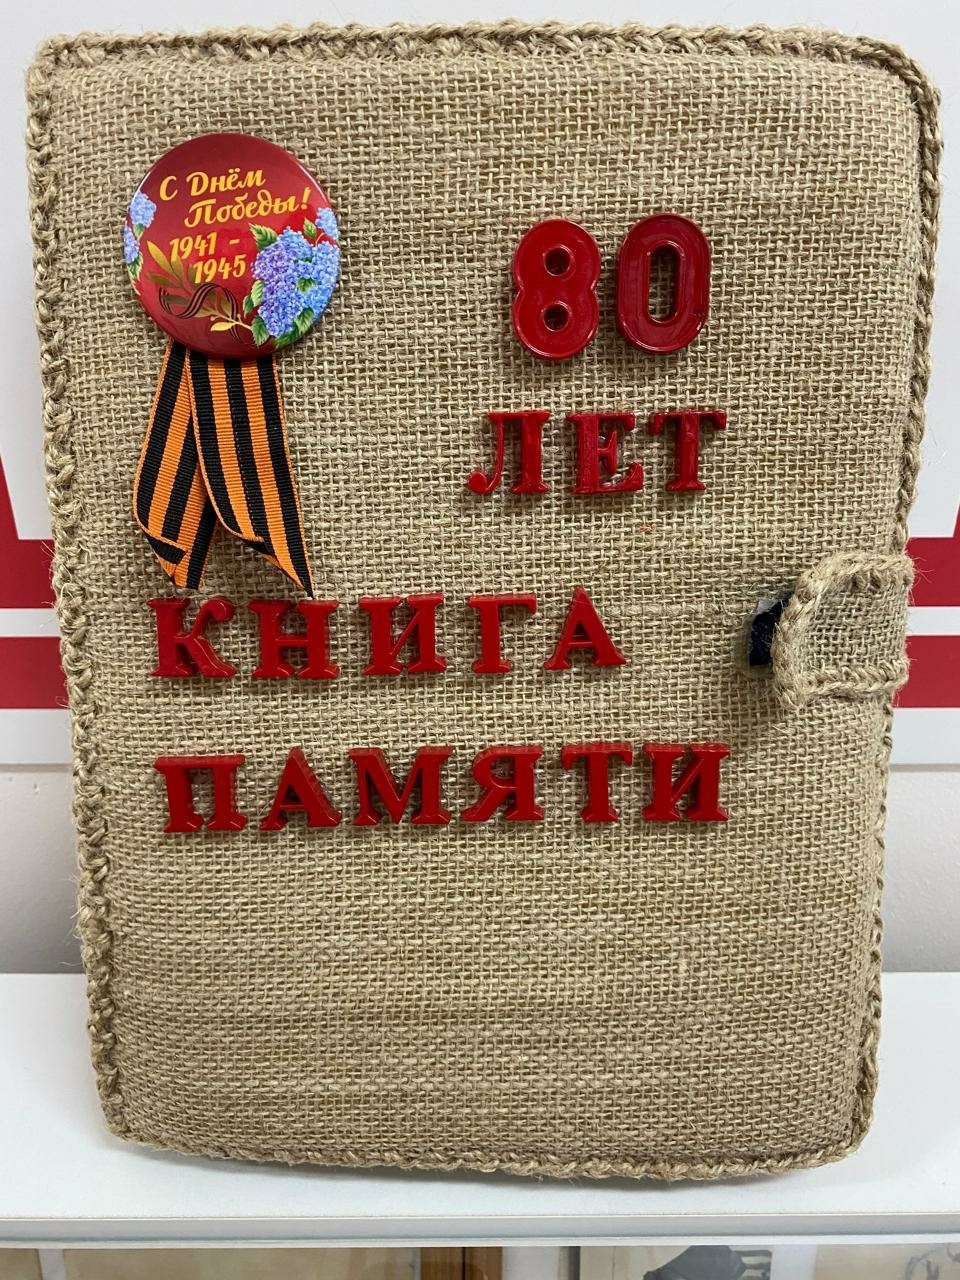 С Днём
Победы!
1941 -
1945
80
ЛЕТ
КНИГА
ПАМЯТИ